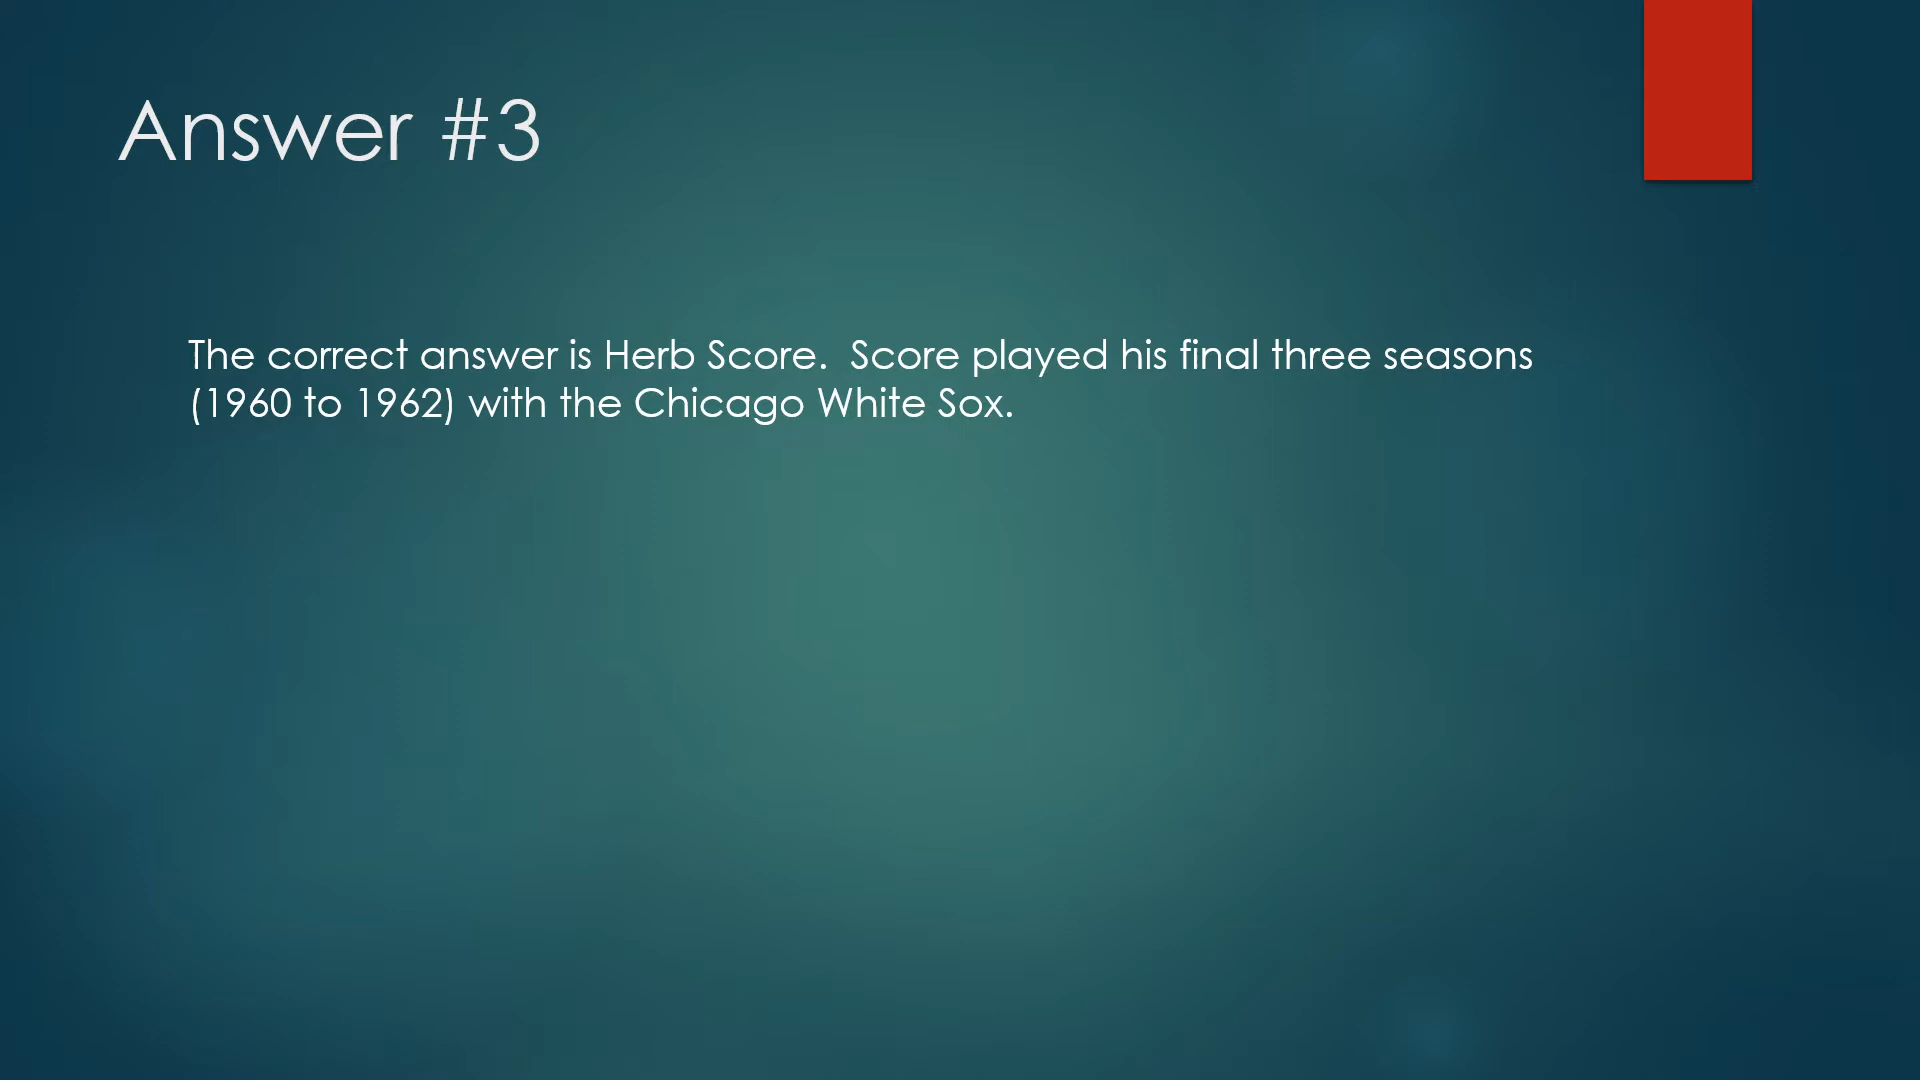 Answer #3
The correct answer is Herb Score.  Score played his final three seasons
(1960 to 1962) with the Chicago White Sox.